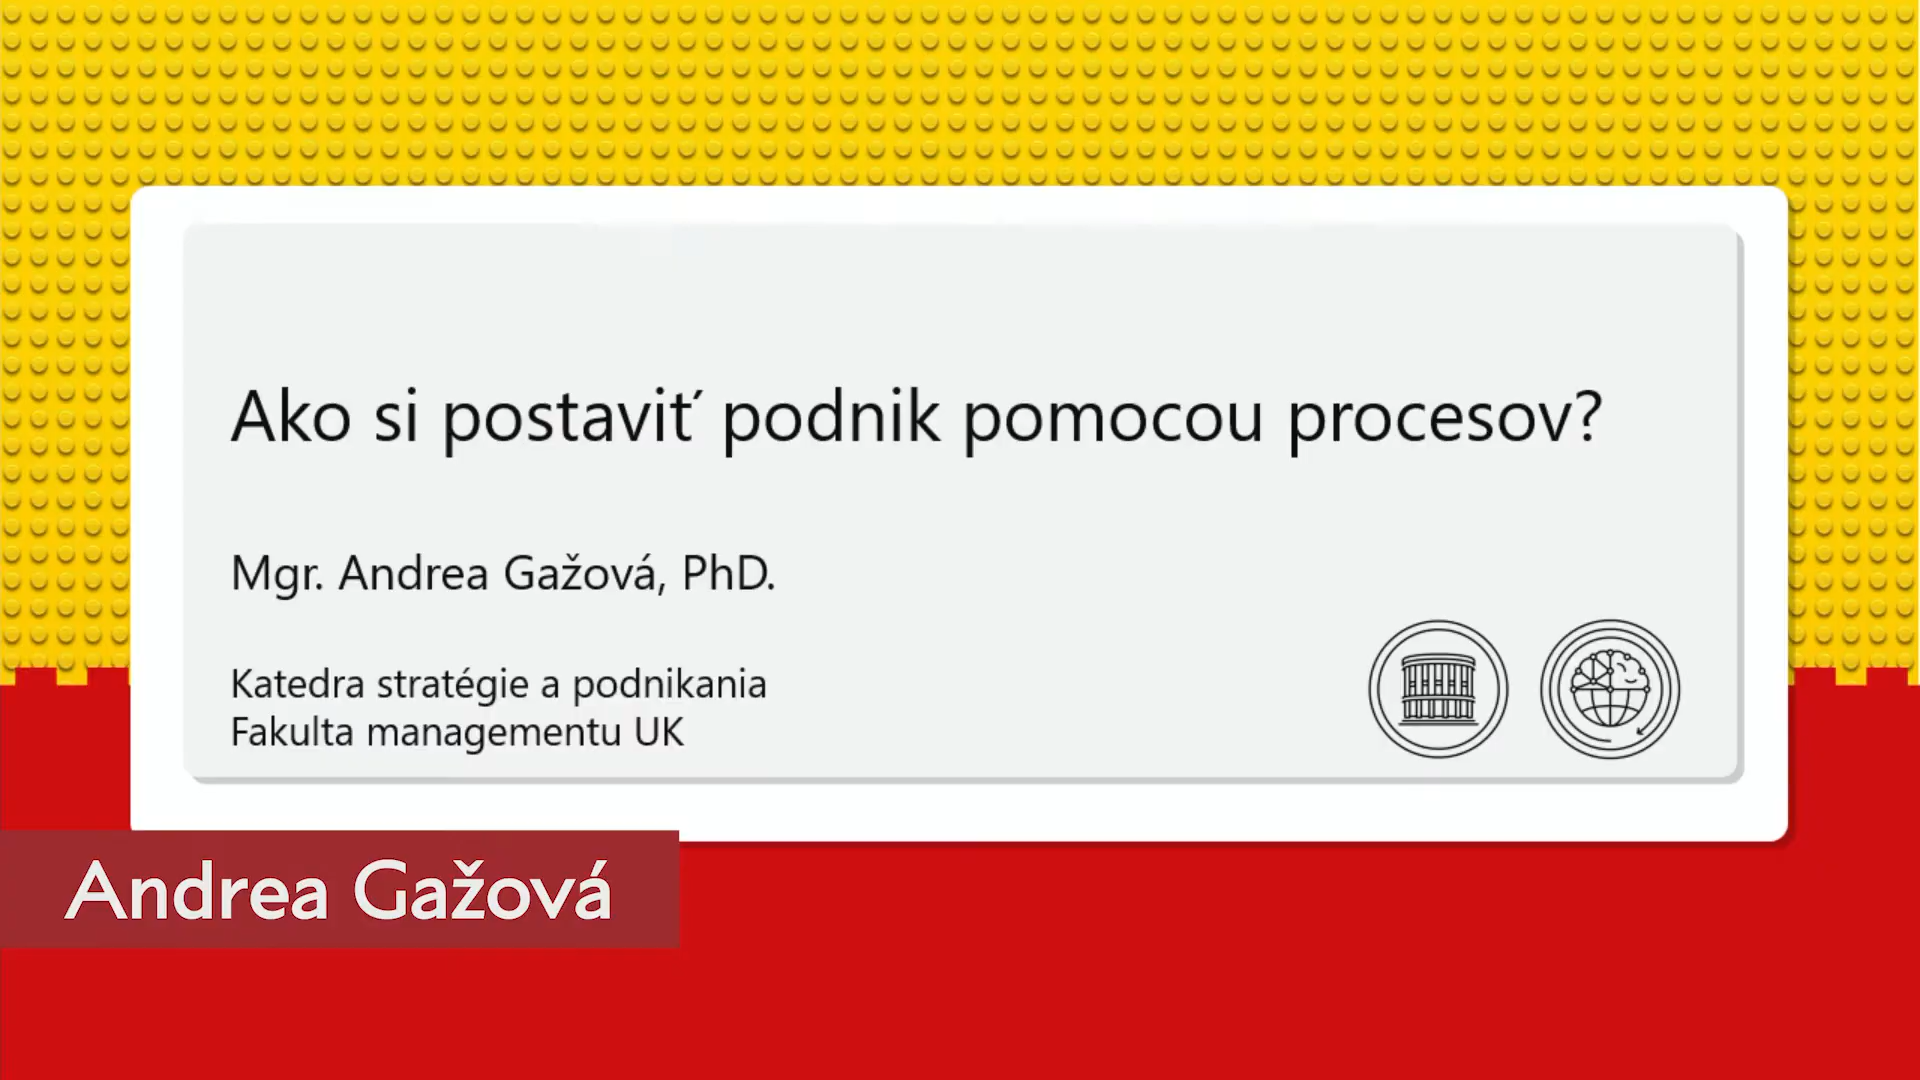 Ako si postaviť podnik pomocou procesov?
Mgr. Andrea Gažová, PhD.
Katedra stratégie a podnikania
Fakulta managementu UK
Andrea Gažová